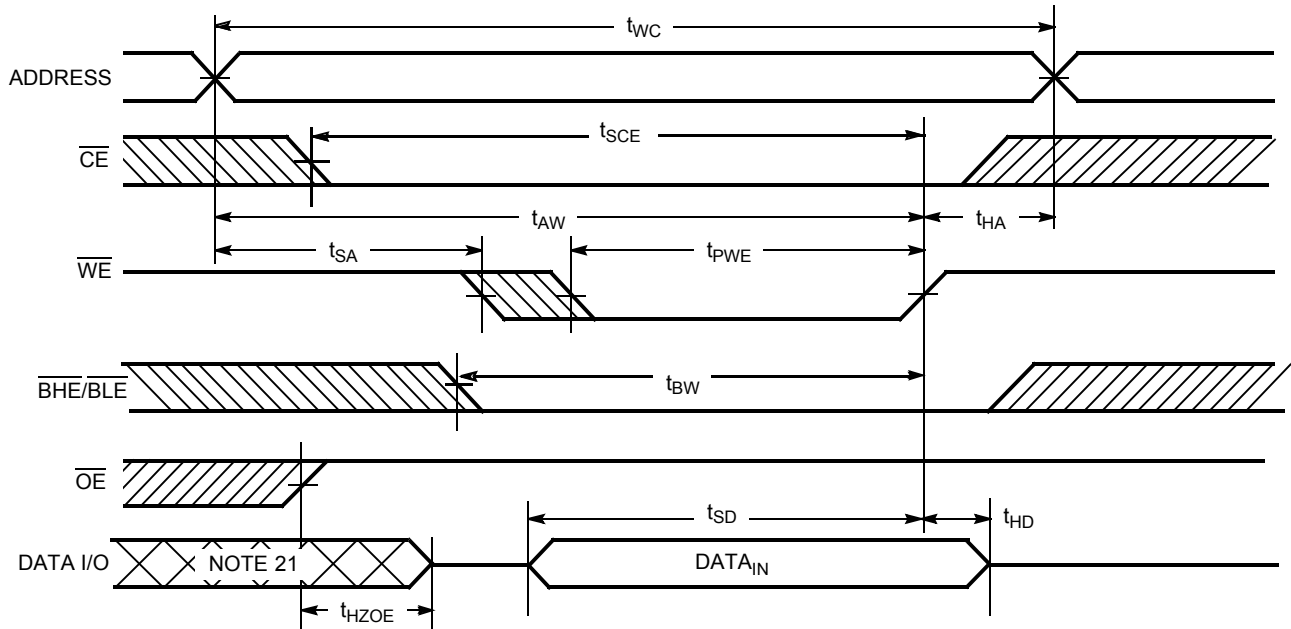 tWC
ADDRESS
tSCE
CE
tAW
tHA
tSA
tPWE
WE
BHE/BLE
tBW
OE
tSD
tHD
DATA I/O
NOTE 21
DATAIN
tHZOE